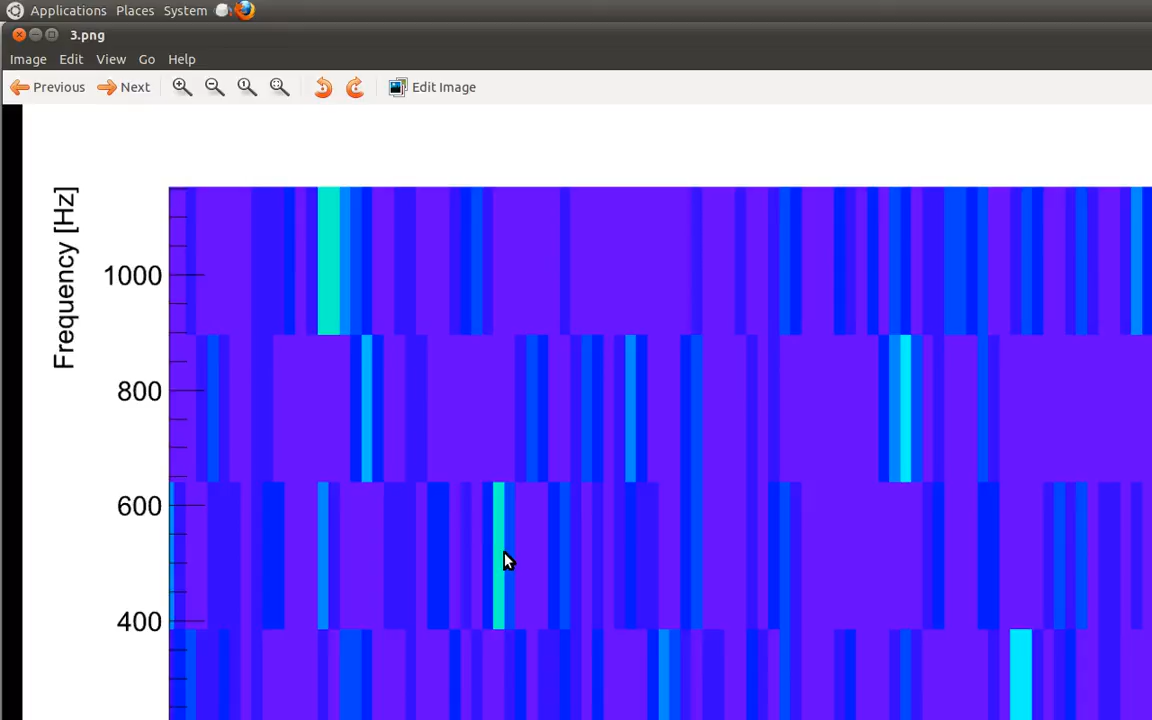 Applications Places System
3.png
Image Edit View Go Help
Previous Next Edit Image
Frequency [Hz]
1000
800
600
400